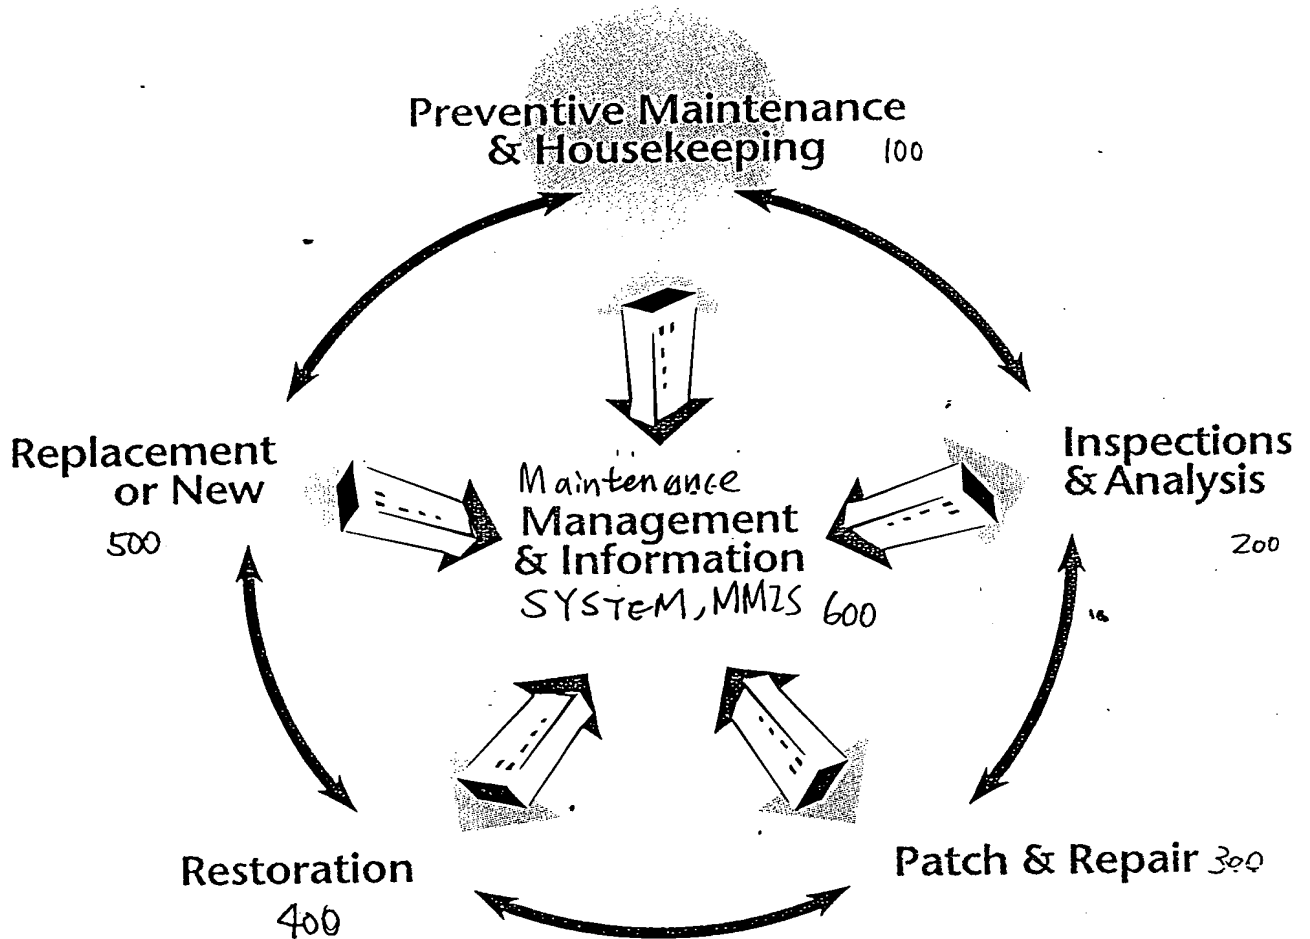 Preventive Maintenance
& Housekeeping 100
Replacement
or New
500
Inspections
& Analysis
200
Maintenance
Management
& Information
SYSTEM, MMIS 600
Restoration
400
Patch & Repair 300